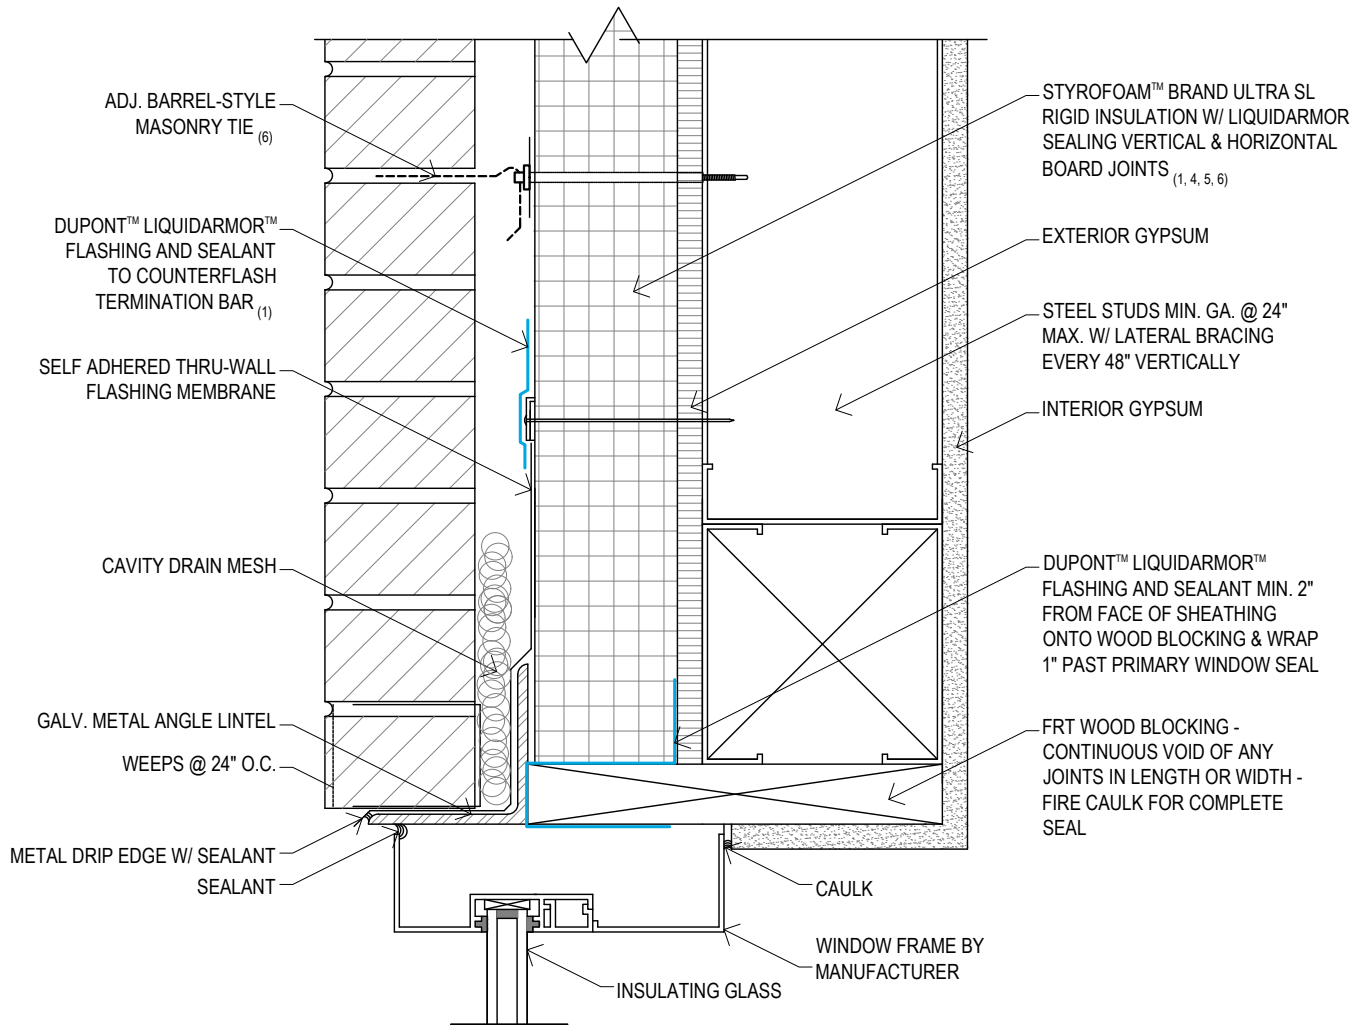 ADJ. BARREL-STYLE
MASONRY TIE (6)
DUPONT™ LIQUIDARMOR™
FLASHING AND SEALANT
TO COUNTERFLASH
TERMINATION BAR (1)
SELF ADHERED THRU-WALL
FLASHING MEMBRANE
CAVITY DRAIN MESH
GALV. METAL ANGLE LINTEL
WEEPS @ 24" O.C.
METAL DRIP EDGE W/ SEALANT
SEALANT
STYROFOAM™ BRAND ULTRA SL
RIGID INSULATION W/ LIQUIDARMOR
SEALING VERTICAL & HORIZONTAL
BOARD JOINTS (1, 4, 5, 6)
EXTERIOR GYPSUM
STEEL STUDS MIN. GA. @ 24"
MAX. W/ LATERAL BRACING
EVERY 48" VERTICALLY
INTERIOR GYPSUM
DUPONT™ LIQUIDARMOR™
FLASHING AND SEALANT MIN. 2"
FROM FACE OF SHEATHING
ONTO WOOD BLOCKING & WRAP
1" PAST PRIMARY WINDOW SEAL
FRT WOOD BLOCKING -
CONTINUOUS VOID OF ANY
JOINTS IN LENGTH OR WIDTH -
FIRE CAULK FOR COMPLETE
SEAL
CAULK
WINDOW FRAME BY
MANUFACTURER
INSULATING GLASS